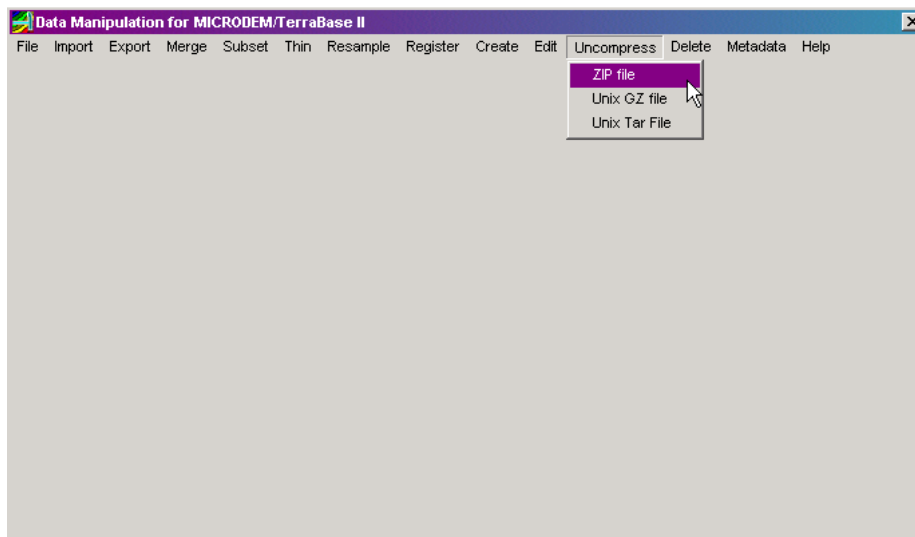 Data Manipulation for MICRODEM/TerraBase II
File Import Export Merge Subset Thin Resample Register Create Edit Uncompress Delete Metadata Help
ZIP file
Unix GZ file
Unix Tar File